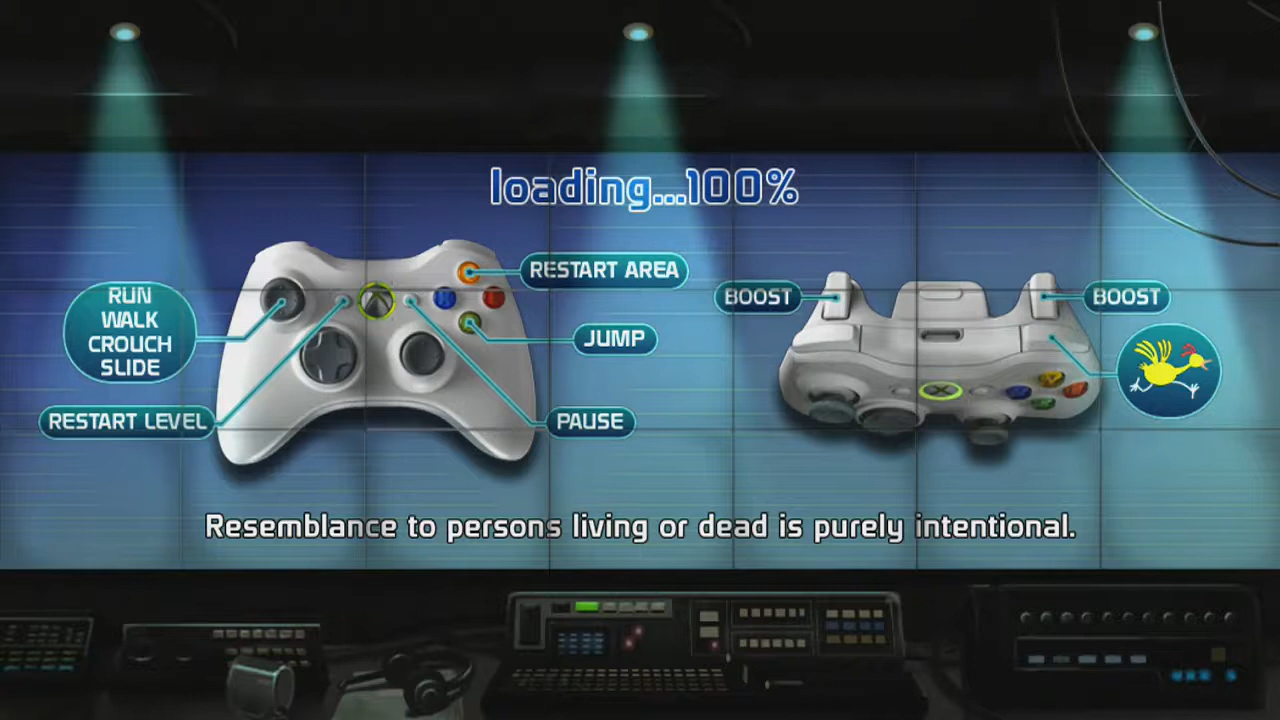 loading...100%
RESTART AREA
RUN
WALK
CROUCH
SLIDE
JUMP
RESTART LEVEL
PAUSE
BOOST
BOOST
Resemblance to persons living or dead is purely intentional.